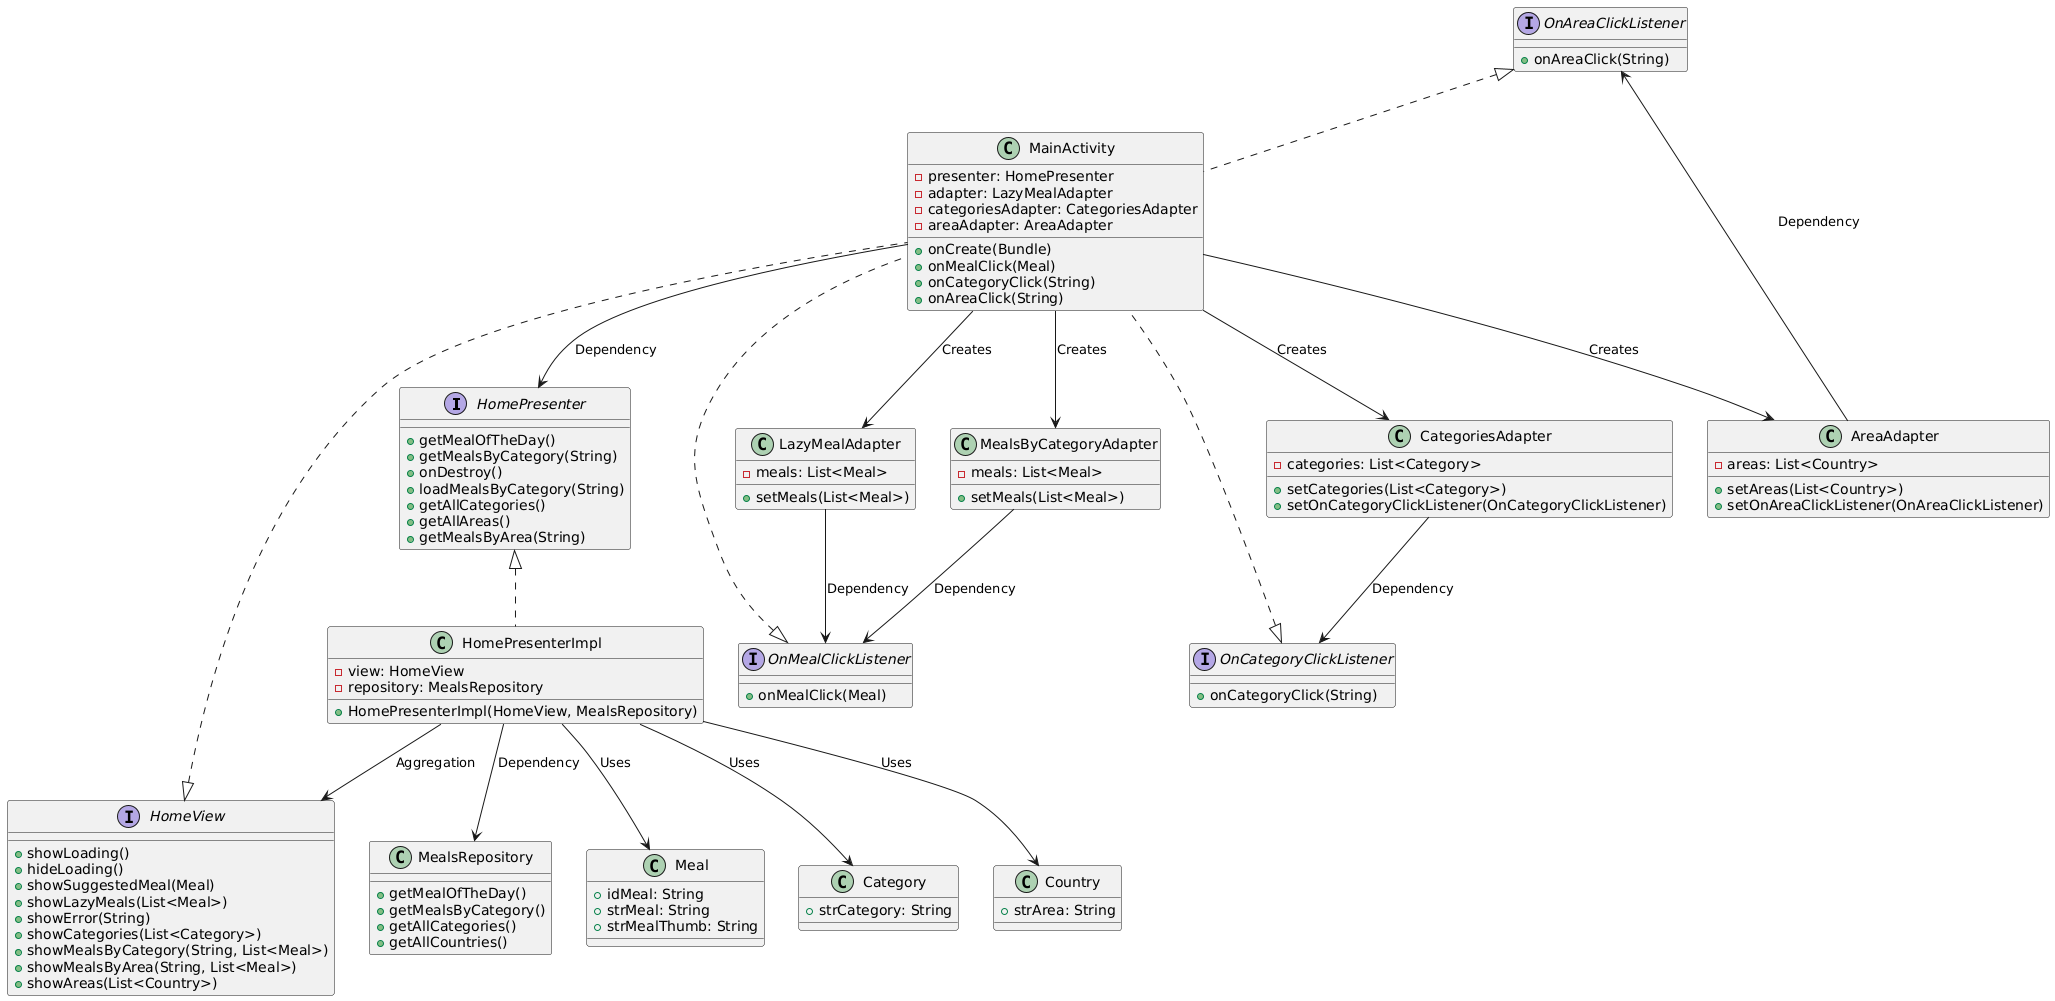 I OnAreaClickListener
onAreaClick(String)
C MainActivity
presenter: HomePresenter
adapter: LazyMealAdapter
categoriesAdapter: CategoriesAdapter
areaAdapter: AreaAdapter
onCreate(Bundle)
onMealClick(Meal)
onCategoryClick(String)
onAreaClick(String)
Dependency
Dependency
Creates
Creates
Creates
Creates
I HomePresenter
getMealOfTheDay()
getMealsByCategory(String)
onDestroy()
loadMealsByCategory(String)
getAllCategories()
getAllAreas()
getMealsByArea(String)
C LazyMealAdapter
meals: List<Meal>
setMeals(List<Meal>)
C MealsByCategoryAdapter
meals: List<Meal>
setMeals(List<Meal>)
C CategoriesAdapter
categories: List<Category>
setCategories(List<Category>)
setOnCategoryClickListener(OnCategoryClickListener)
C AreaAdapter
areas: List<Country>
setAreas(List<Country>)
setOnAreaClickListener(OnAreaClickListener)
Dependency
Dependency
Dependency
C HomePresenterImpl
view: HomeView
repository: MealsRepository
HomePresenterImpl(HomeView, MealsRepository)
I OnMealClickListener
onMealClick(Meal)
I OnCategoryClickListener
onCategoryClick(String)
Aggregation
Dependency
Uses
Uses
Uses
I HomeView
showLoading()
hideLoading()
showSuggestedMeal(Meal)
showLazyMeals(List<Meal>)
showError(String)
showCategories(List<Category>)
showMealsByCategory(String, List<Meal>)
showMealsByArea(String, List<Meal>)
showAreas(List<Country>)
C MealsRepository
getMealOfTheDay()
getMealsByCategory()
getAllCategories()
getAllCountries()
C Meal
idMeal: String
strMeal: String
strMealThumb: String
C Category
strCategory: String
C Country
strArea: String